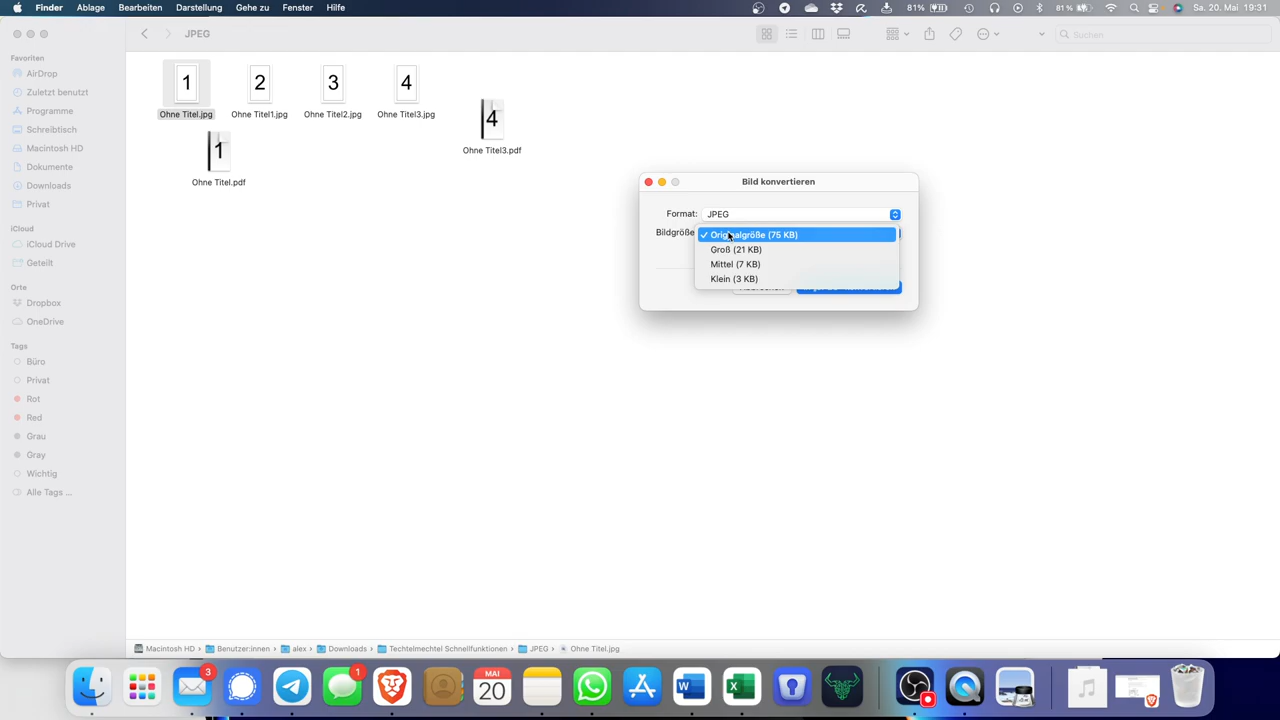 Finder Ablage Bearbeiten Darstellung Gehe zu Fenster Hilfe 81 % 81 % Sa. 20. Mai 19:31
JPEG
Suchen
Favoriten
AirDrop
Zuletzt benutzt
Programme
Schreibtisch
Macintosh HD
Dokumente
Downloads
Privat
iCloud
iCloud Drive
Geteilt
Orte
Dropbox
OneDrive
Tags
Büro
Privat
Rot
Red
Grau
Gray
Wichtig
Alle Tags ...
1 2 3 4
Ohne Titel.jpg Ohne Titel1.jpg Ohne Titel2.jpg Ohne Titel3.jpg
4
Ohne Titel3.pdf
1
Ohne Titel.pdf
Bild konvertieren
Format: JPEG
Bildgröße
Originalgröße (75 KB)
Groß (21 KB)
Mittel (7 KB)
Klein (3 KB)
Macintosh HD › Benutzer:innen › alex › Downloads › Techtelmechtel Schnellfunktionen › JPEG › Ohne Titel.jpg
3
1
MAI
20
W
X